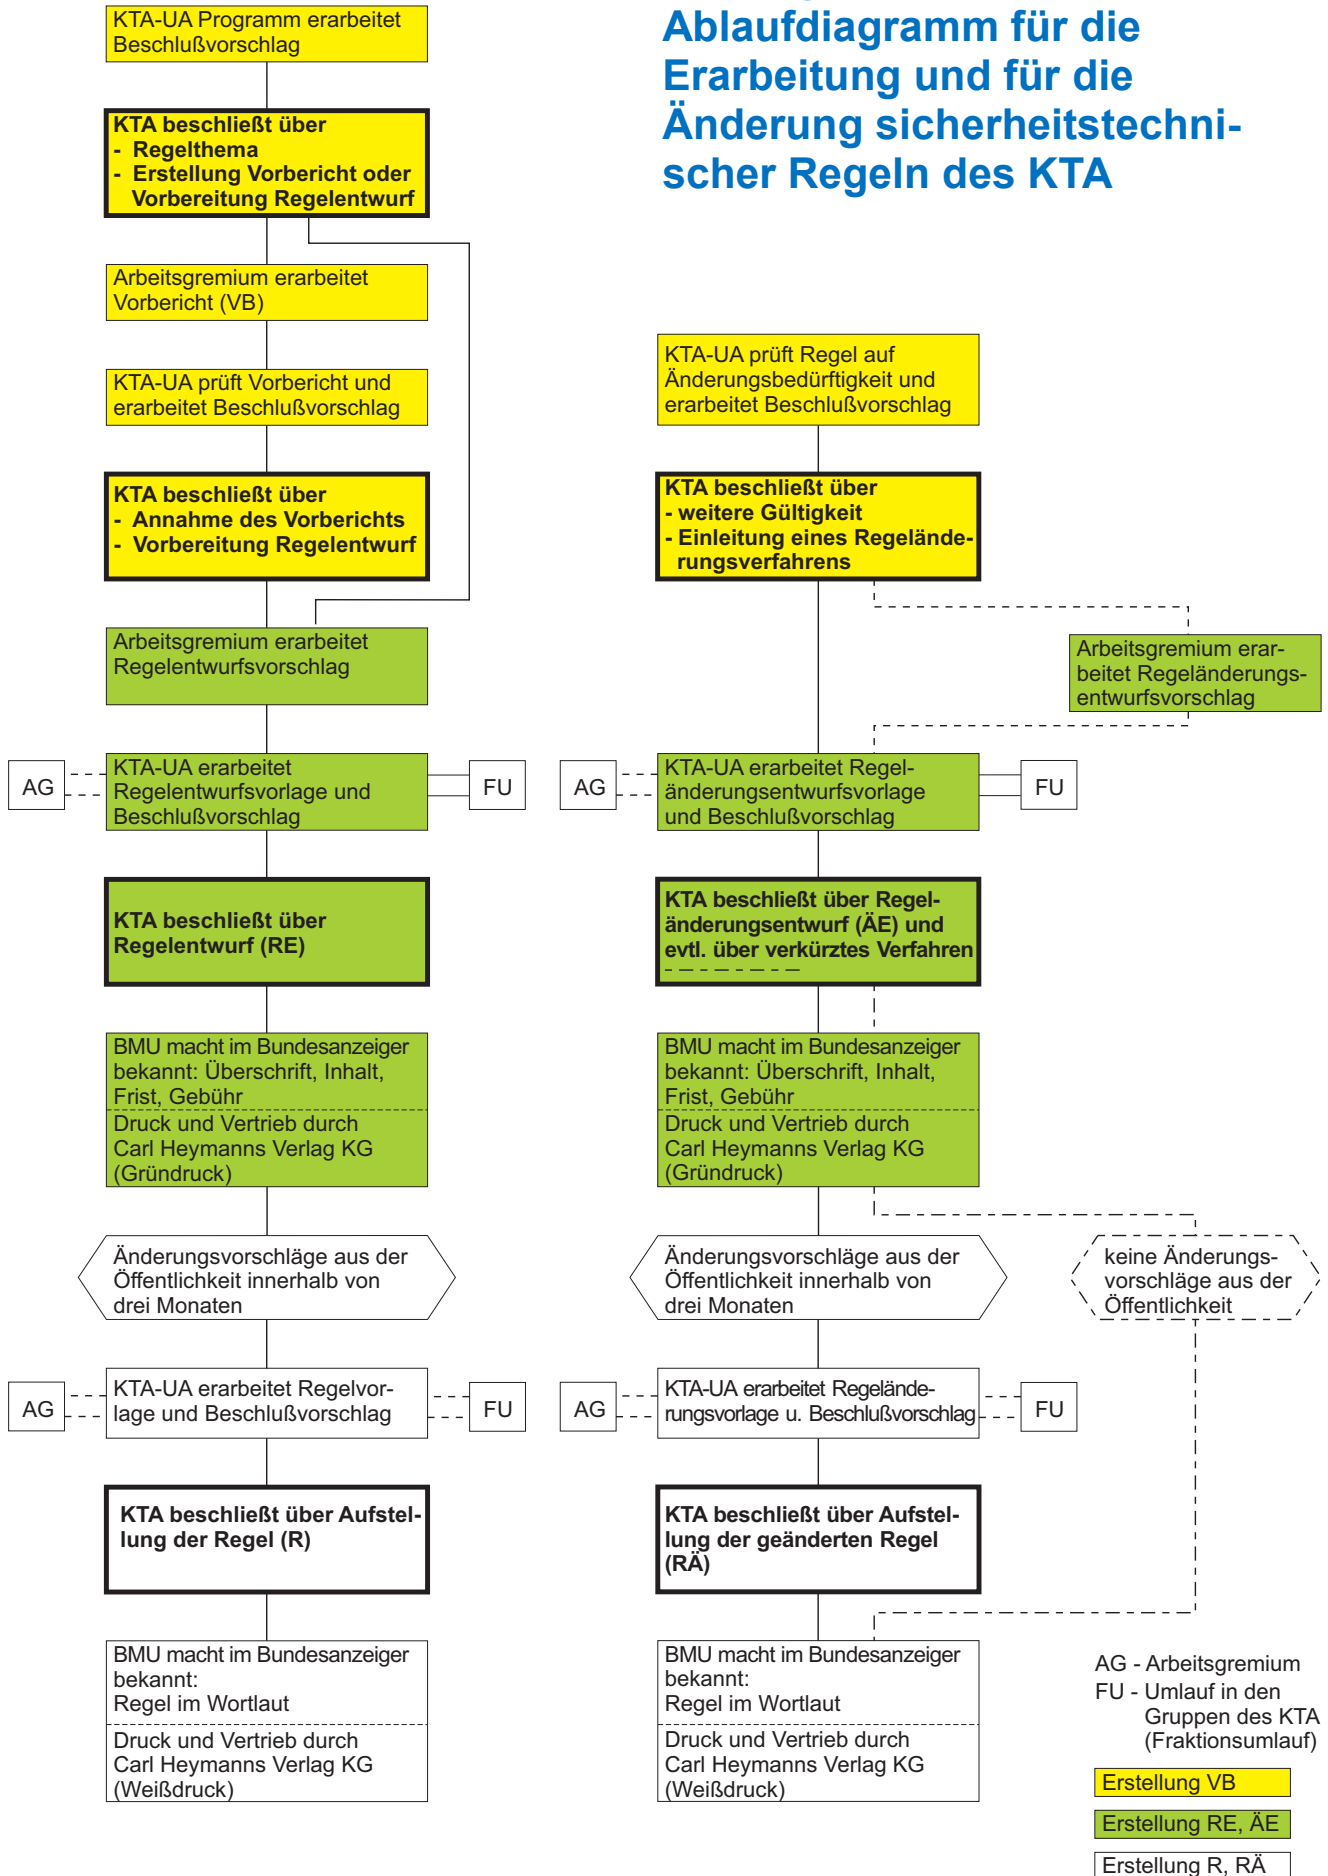 Ablaufdiagramm für die
Erarbeitung und für die
Änderung sicherheitstechni-
scher Regeln des KTA
KTA-UA Programm erarbeitet
Beschlußvorschlag
KTA beschließt über
- Regelthema
- Erstellung Vorbericht oder
Vorbereitung Regelentwurf
Arbeitsgremium erarbeitet
Vorbericht (VB)
KTA-UA prüft Vorbericht und
erarbeitet Beschlußvorschlag
KTA beschließt über
- Annahme des Vorberichts
- Vorbereitung Regelentwurf
Arbeitsgremium erarbeitet
Regelentwurfsvorschlag
AG
KTA-UA erarbeitet
Regelentwurfsvorlage und
Beschlußvorschlag
FU
KTA beschließt über
Regelentwurf (RE)
BMU macht im Bundesanzeiger
bekannt: Überschrift, Inhalt,
Frist, Gebühr
Druck und Vertrieb durch
Carl Heymanns Verlag KG
(Gründruck)
Änderungsvorschläge aus der
Öffentlichkeit innerhalb von
drei Monaten
AG
KTA-UA erarbeitet Regelvor-
lage und Beschlußvorschlag
FU
KTA beschließt über Aufstel-
lung der Regel (R)
BMU macht im Bundesanzeiger
bekannt:
Regel im Wortlaut
Druck und Vertrieb durch
Carl Heymanns Verlag KG
(Weißdruck)
KTA-UA prüft Regel auf
Änderungsbedürftigkeit und
erarbeitet Beschlußvorschlag
KTA beschließt über
- weitere Gültigkeit
- Einleitung eines Regelände-
rungsverfahrens
Arbeitsgremium erar-
beitet Regeländerungs-
entwurfsvorschlag
AG
KTA-UA erarbeitet Regel-
änderungsentwurfsvorlage
und Beschlußvorschlag
FU
KTA beschließt über Regel-
änderungsentwurf (ÄE) und
evtl. über verkürztes Verfahren
BMU macht im Bundesanzeiger
bekannt: Überschrift, Inhalt,
Frist, Gebühr
Druck und Vertrieb durch
Carl Heymanns Verlag KG
(Gründruck)
Änderungsvorschläge aus der
Öffentlichkeit innerhalb von
drei Monaten
keine Änderungs-
vorschläge aus der
Öffentlichkeit
AG
KTA-UA erarbeitet Regelände-
rungsvorlage u. Beschlußvorschlag
FU
KTA beschließt über Aufstel-
lung der geänderten Regel
(RÄ)
BMU macht im Bundesanzeiger
bekannt:
Regel im Wortlaut
Druck und Vertrieb durch
Carl Heymanns Verlag KG
(Weißdruck)
AG - Arbeitsgremium
FU - Umlauf in den
Gruppen des KTA
(Fraktionsumlauf)
Erstellung VB
Erstellung RE, ÄE
Erstellung R, RÄ